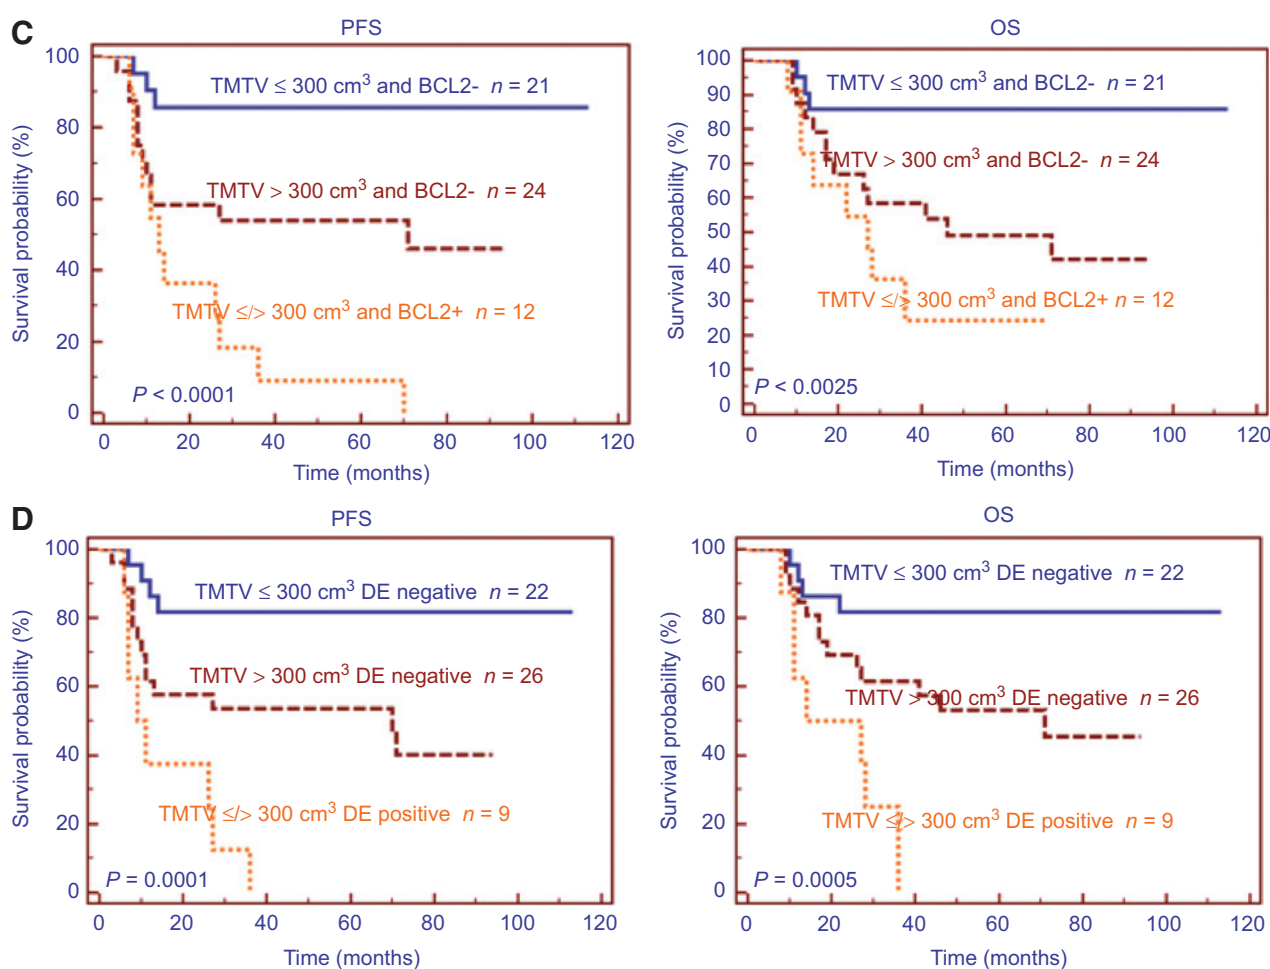 C
PFS
100
80
60
40
20
0
Survival probability (%)
TMTV ≤ 300 cm³ and BCL2- n = 21
TMTV > 300 cm³ and BCL2- n = 24
TMTV ≤/> 300 cm³ and BCL2+ n = 12
P < 0.0001
0 20 40 60 80 100 120
Time (months)
OS
100
90
80
70
60
50
40
30
20
10
0
Survival probability (%)
TMTV ≤ 300 cm³ and BCL2- n = 21
TMTV > 300 cm³ and BCL2- n = 24
TMTV ≤/> 300 cm³ and BCL2+ n = 12
P < 0.0025
0 20 40 60 80 100 120
Time (months)
D
PFS
100
80
60
40
20
0
Survival probability (%)
TMTV ≤ 300 cm³ DE negative n = 22
TMTV > 300 cm³ DE negative n = 26
TMTV ≤/> 300 cm³ DE positive n = 9
P = 0.0001
0 20 40 60 80 100 120
Time (months)
OS
100
80
60
40
20
0
Survival probability (%)
TMTV ≤ 300 cm³ DE negative n = 22
TMTV > 300 cm³ DE negative n = 26
TMTV ≤/> 300 cm³ DE positive n = 9
P = 0.0005
0 20 40 60 80 100 120
Time (months)